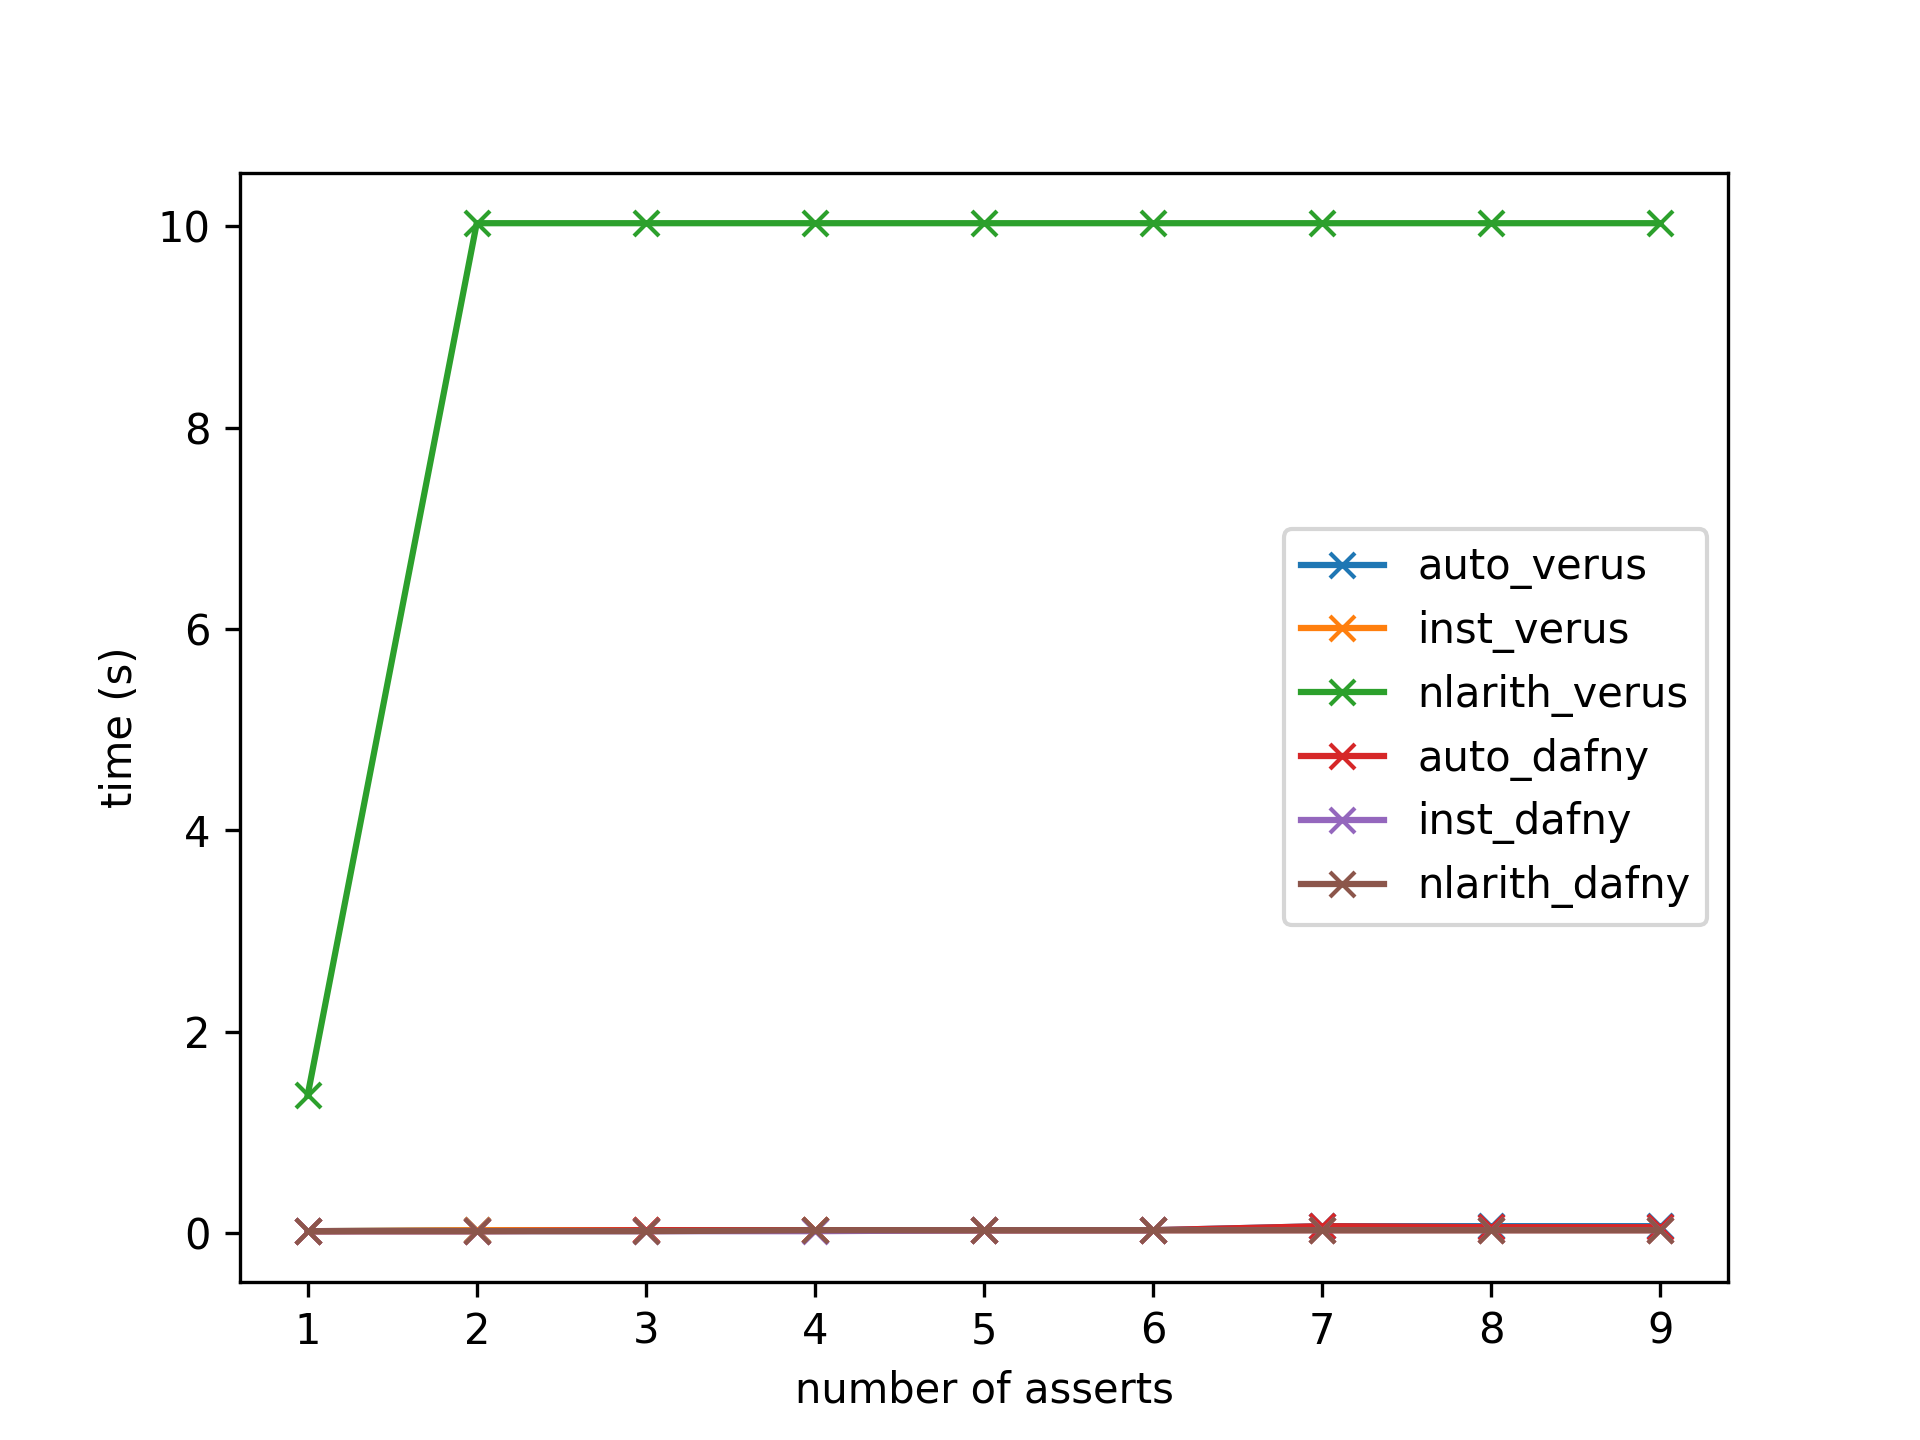 10
8
6
4
2
0
time (s)
auto_verus
inst_verus
nlarith_verus
auto_dafny
inst_dafny
nlarith_dafny
1 2 3 4 5 6 7 8 9
number of asserts